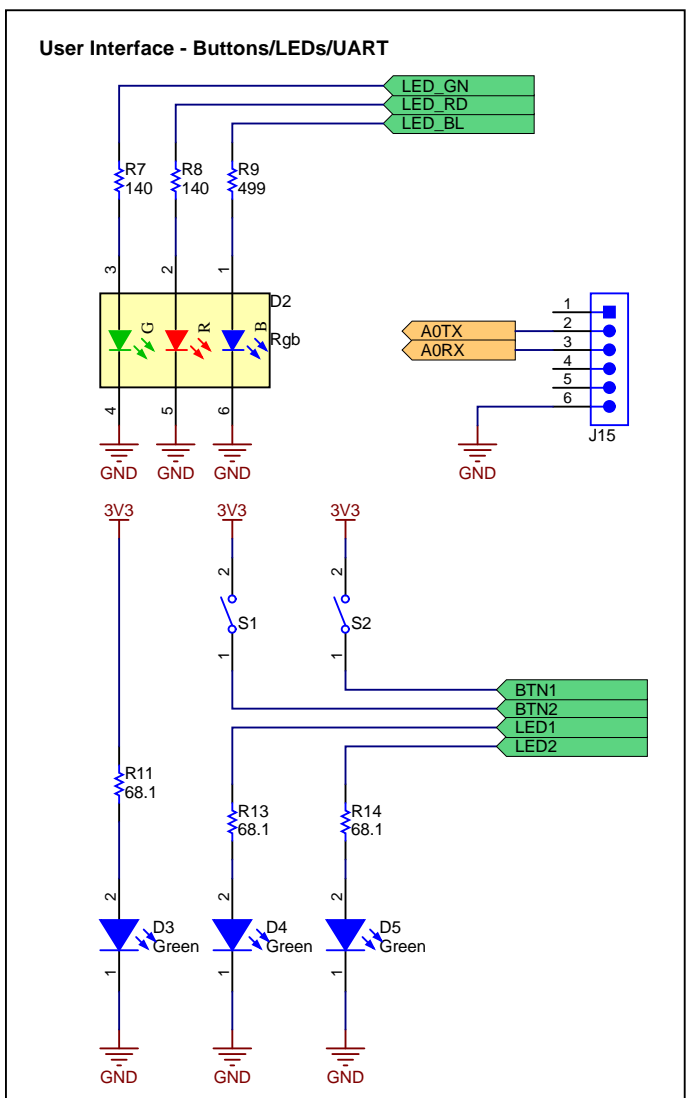 User Interface - Buttons/LEDs/UART
LED_GN
LED_RD
LED_BL
R7 R8 R9
140 140 499
3 2 1
D2
G R B
Rgb
4 5 6
GND GND GND
1
A0TX 2
A0RX 3
4
5
6
J15
GND
3V3 3V3 3V3
2 2
S1 S2
1 1
BTN1
BTN2
LED1
LED2
R11
68.1
R13 R14
68.1 68.1
2 2 2
D3 D4 D5
Green Green Green
1 1 1
GND GND GND